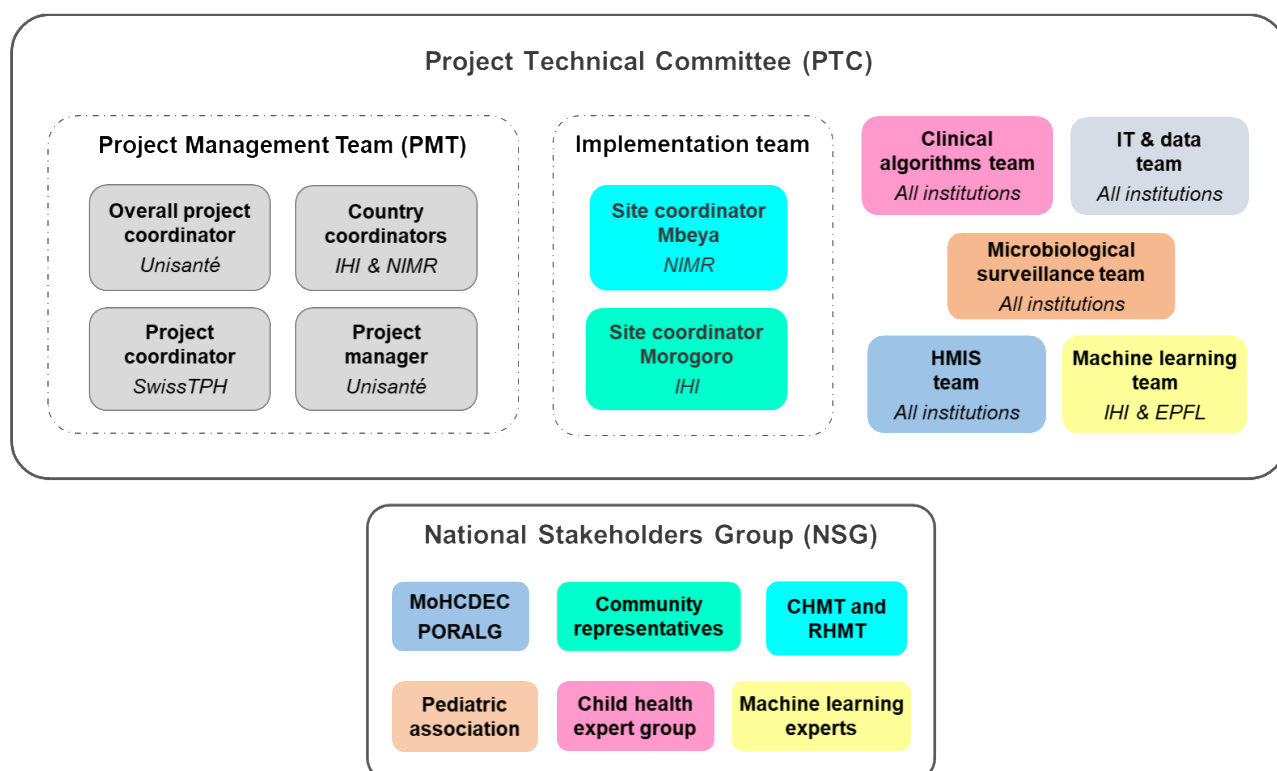 Project Technical Committee (PTC)
Project Management Team (PMT)
Overall project
coordinator
Unisanté
Country
coordinators
IHI & NIMR
Project
coordinator
SwissTPH
Project
manager
Unisanté
Implementation team
Site coordinator
Mbeya
NIMR
Site coordinator
Morogoro
IHI
Clinical
algorithms team
All institutions
IT & data
team
All institutions
Microbiological
surveillance team
All institutions
HMIS
team
All institutions
Machine learning
team
IHI & EPFL
National Stakeholders Group (NSG)
MoHCDEC
PORALG
Community
representatives
CHMT and
RHMT
Pediatric
association
Child health
expert group
Machine learning
experts